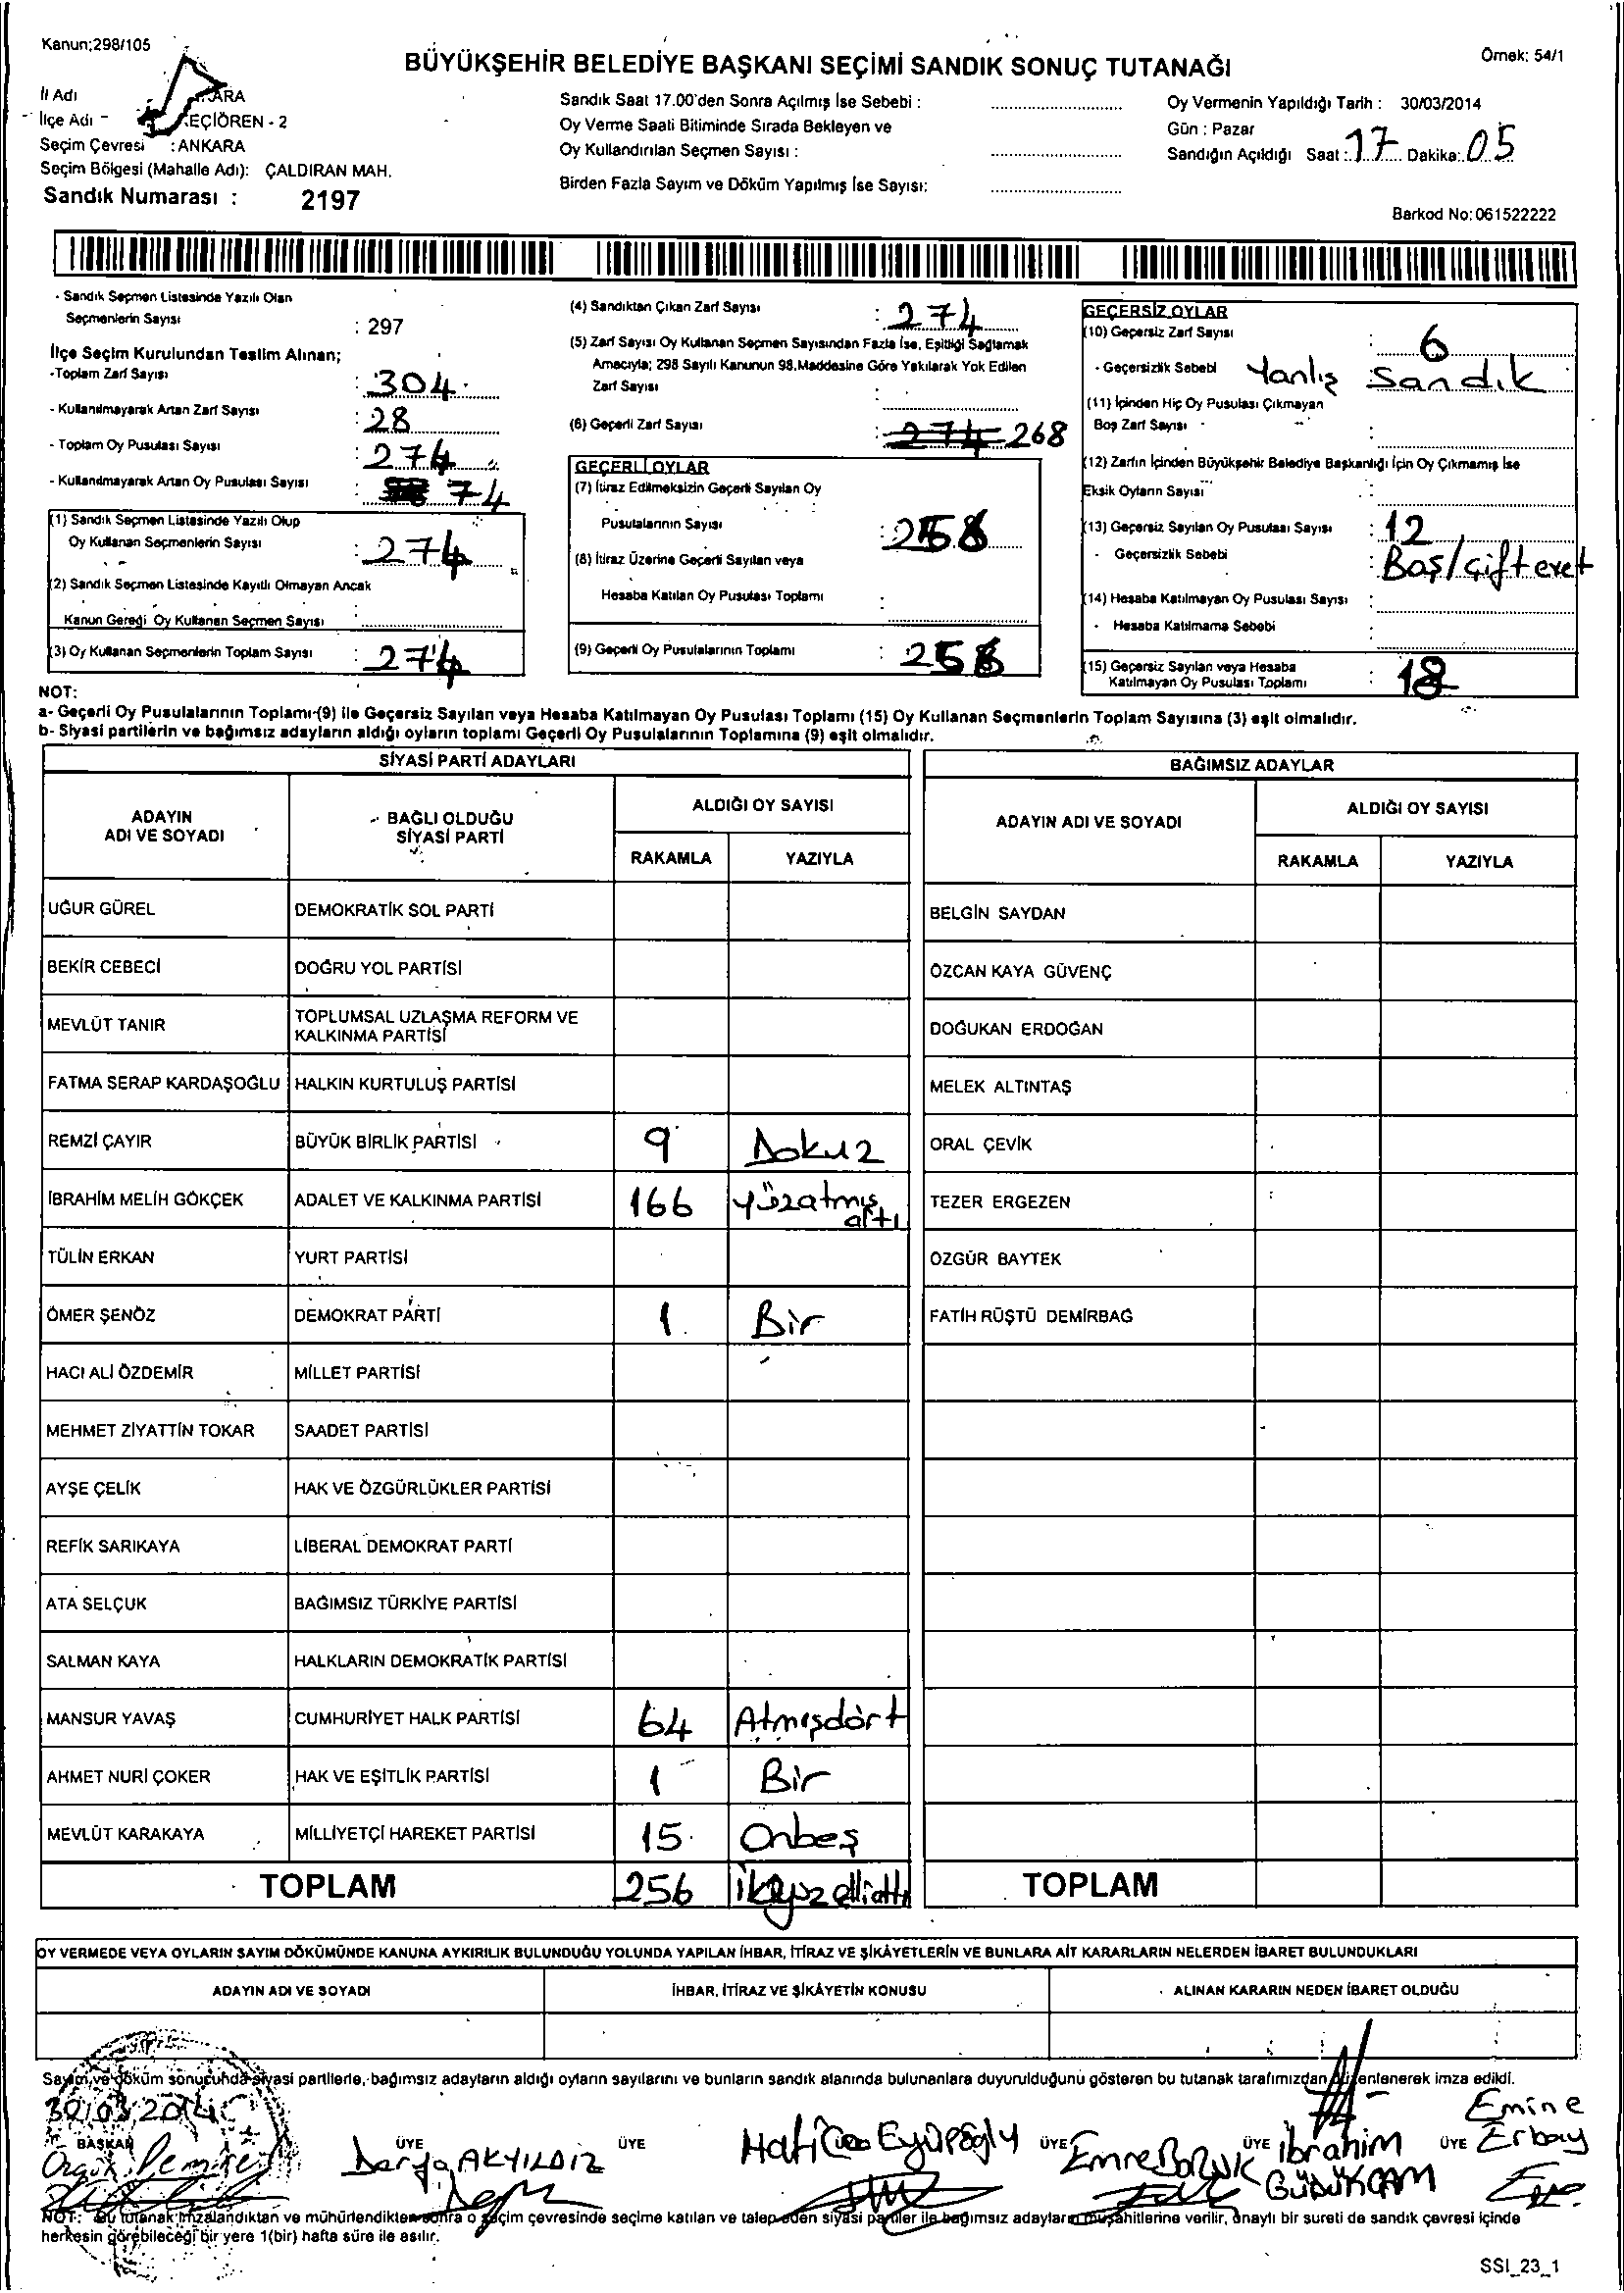 Kanun;298/105
BÜYÜKŞEHİR BELEDİYE BAŞKANI SEÇİMİ SANDIK SONUÇ TUTANAĞI
Örnek: 54/1
İl Adı
İlçe Adı EÇİÖREN - 2
Seçim Çevresi :ANKARA
Seçim Bölgesi (Mahalle Adı): ÇALDIRAN MAH.
Sandık Numarası : 2197
Sandık Saat 17.00'den Sonra Açılmış İse Sebebi :
Oy Verme Saati Bitiminde Sırada Bekleyen ve
Oy Kullandırılan Seçmen Sayısı :
Birden Fazla Sayım ve Döküm Yapılmış İse Sayısı:
Oy Vermenin Yapıldığı Tarih : 30/03/2014
Gün : Pazar
Sandığın Açıldığı Saat : 17 Dakika: 05
Barkod No: 061522222
- Sandık Seçmen Listesinde Yazılı Olan
Seçmenlerin Sayısı : 297
İlçe Seçim Kurulundan Teslim Alınan;
-Toplam Zarf Sayısı : 304
- Kullanılmayarak Artan Zarf Sayısı : 28
- Toplam Oy Pusulası Sayısı : 274
- Kullanılmayarak Artan Oy Pusulası Sayısı : 74
(1) Sandık Seçmen Listesinde Yazılı Olup
Oy Kullanan Seçmenlerin Sayısı : 274
(2) Sandık Seçmen Listesinde Kayıtlı Olmayan Ancak
Kanun Gereği Oy Kullanan Seçmen Sayısı :
(3) Oy Kullanan Seçmenlerin Toplam Sayısı : 274
(4) Sandıktan Çıkan Zarf Sayısı : 274
(5) Zarf Sayısı Oy Kullanan Seçmen Sayısından Fazla İse, Eşitliği Sağlamak
Amacıyla; 298 Sayılı Kanunun 98.Maddesine Göre Yakılarak Yok Edilen
Zarf Sayısı :
(6) Geçerli Zarf Sayısı : 274 268
GEÇERLİ OYLAR
(7) İtiraz Edilmeksizin Geçerli Sayılan Oy
Pusulalarının Sayısı :
(8) İtiraz Üzerine Geçerli Sayılan veya
Hesaba Katılan Oy Pusulası Toplamı :
(9) Geçerli Oy Pusulalarının Toplamı :
GEÇERSİZ OYLAR
(10) Geçersiz Zarf Sayısı : 6
- Geçersizlik Sebebi Yanlış Sandık
(11) İçinden Hiç Oy Pusulası Çıkmayan
Boş Zarf Sayısı :
(12) Zarfın İçinden Büyükşehir Belediye Başkanlığı İçin Oy Çıkmamış İse
Eksik Oyların Sayısı :
(13) Geçersiz Sayılan Oy Pusulası Sayısı : 12
- Geçersizlik Sebebi : Boş/çift evet
(14) Hesaba Katılmayan Oy Pusulası Sayısı :
- Hesaba Katılmama Sebebi :
(15) Geçersiz Sayılan veya Hesaba
Katılmayan Oy Pusulası Toplamı : 18
NOT:
a- Geçerli Oy Pusulalarının Toplamı (9) ile Geçersiz Sayılan veya Hesaba Katılmayan Oy Pusulası Toplamı (15) Oy Kullanan Seçmenlerin Toplam Sayısına (3) eşit olmalıdır.
b- Siyasi partilerin ve bağımsız adayların aldığı oyların toplamı Geçerli Oy Pusulalarının Toplamına (9) eşit olmalıdır.
SİYASİ PARTİ ADAYLARI
ADAYIN ADI VE SOYADI
BAĞLI OLDUĞU SİYASİ PARTİ
ALDIĞI OY SAYISI
RAKAMLA YAZIYLA
UĞUR GÜREL DEMOKRATİK SOL PARTİ
BEKİR CEBECİ DOĞRU YOL PARTİSİ
MEVLÜT TANIR TOPLUMSAL UZLAŞMA REFORM VE
KALKINMA PARTİSİ
FATMA SERAP KARDAŞOĞLU HALKIN KURTULUŞ PARTİSİ
REMZİ ÇAYIR BÜYÜK BİRLİK PARTİSİ 9 Dokuz
İBRAHİM MELİH GÖKÇEK ADALET VE KALKINMA PARTİSİ 166 yüzatmış
altı
TÜLİN ERKAN YURT PARTİSİ
ÖMER ŞENÖZ DEMOKRAT PARTİ 1 Bir
HACI ALİ ÖZDEMİR MİLLET PARTİSİ
MEHMET ZİYATTİN TOKAR SAADET PARTİSİ
AYŞE ÇELİK HAK VE ÖZGÜRLÜKLER PARTİSİ
REFİK SARIKAYA LİBERAL DEMOKRAT PARTİ
ATA SELÇUK BAĞIMSIZ TÜRKİYE PARTİSİ
SALMAN KAYA HALKLARIN DEMOKRATİK PARTİSİ
MANSUR YAVAŞ CUMHURİYET HALK PARTİSİ 64 Atmışdört
AHMET NURİ ÇOKER HAK VE EŞİTLİK PARTİSİ 1 Bir
MEVLÜT KARAKAYA MİLLİYETÇİ HAREKET PARTİSİ 15 Onbeş
TOPLAM 256 ikiyüzellialtı
BAĞIMSIZ ADAYLAR
ADAYIN ADI VE SOYADI
ALDIĞI OY SAYISI
RAKAMLA YAZIYLA
BELGİN SAYDAN
ÖZCAN KAYA GÜVENÇ
DOĞUKAN ERDOĞAN
MELEK ALTINTAŞ
ORAL ÇEVİK
TEZER ERGEZEN
ÖZGÜR BAYTEK
FATİH RÜŞTÜ DEMİRBAĞ
TOPLAM
OY VERMEDE VEYA OYLARIN SAYIM DÖKÜMÜNDE KANUNA AYKIRILIK BULUNDUĞU YOLUNDA YAPILAN İHBAR, İTİRAZ VE ŞİKÂYETLERİN VE BUNLARA AİT KARARLARIN NELERDEN İBARET BULUNDUKLARI
ADAYIN ADI VE SOYADI İHBAR, İTİRAZ VE ŞİKÂYETİN KONUSU ALINAN KARARIN NEDEN İBARET OLDUĞU
Sayım ve döküm sonucunda siyasi partilerle, bağımsız adayların aldığı oyların sayılarını ve bunların sandık alanında bulunanlara duyurulduğunu gösteren bu tutanak tarafımızdan düzenlenerek imza edildi.
30/03/2014
BAŞKAN ÜYE ÜYE ÜYE ÜYE ÜYE
Derya AKYILDIZ
Hatice Eyüpoğlu
Emre
İbrahim
GÜDÜKÇAM
Emine
Erbay
NOT: Bu tutanak imzalandıktan ve mühürlendikten sonra o seçim çevresinde seçime katılan ve talep eden siyasi partiler ile bağımsız adayların müşahitlerine verilir, onaylı bir sureti de sandık çevresi içinde
herkesin görebileceği bir yere 1(bir) hafta süre ile asılır.
SSI_23_1